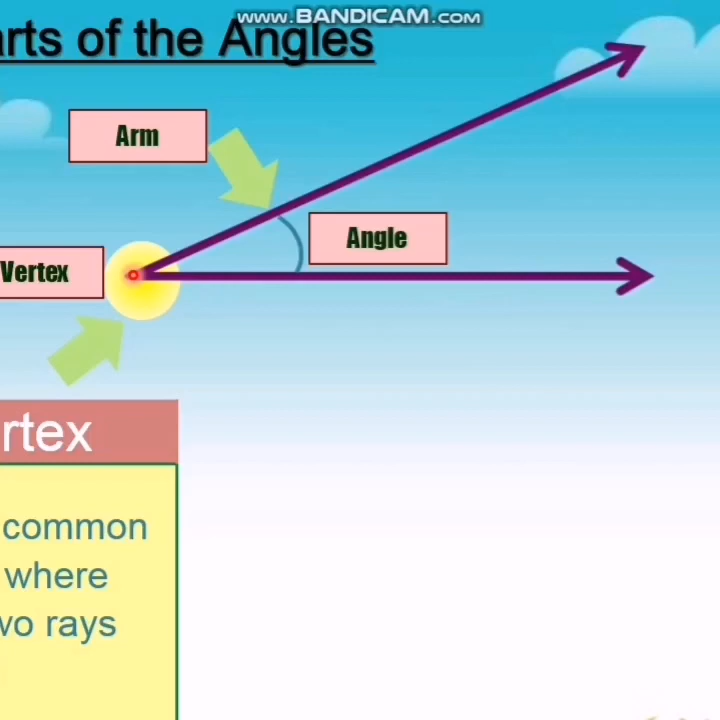 www.BANDICAM.com
arts of the Angles
Arm
Angle
Vertex
rtex
common
where
wo rays